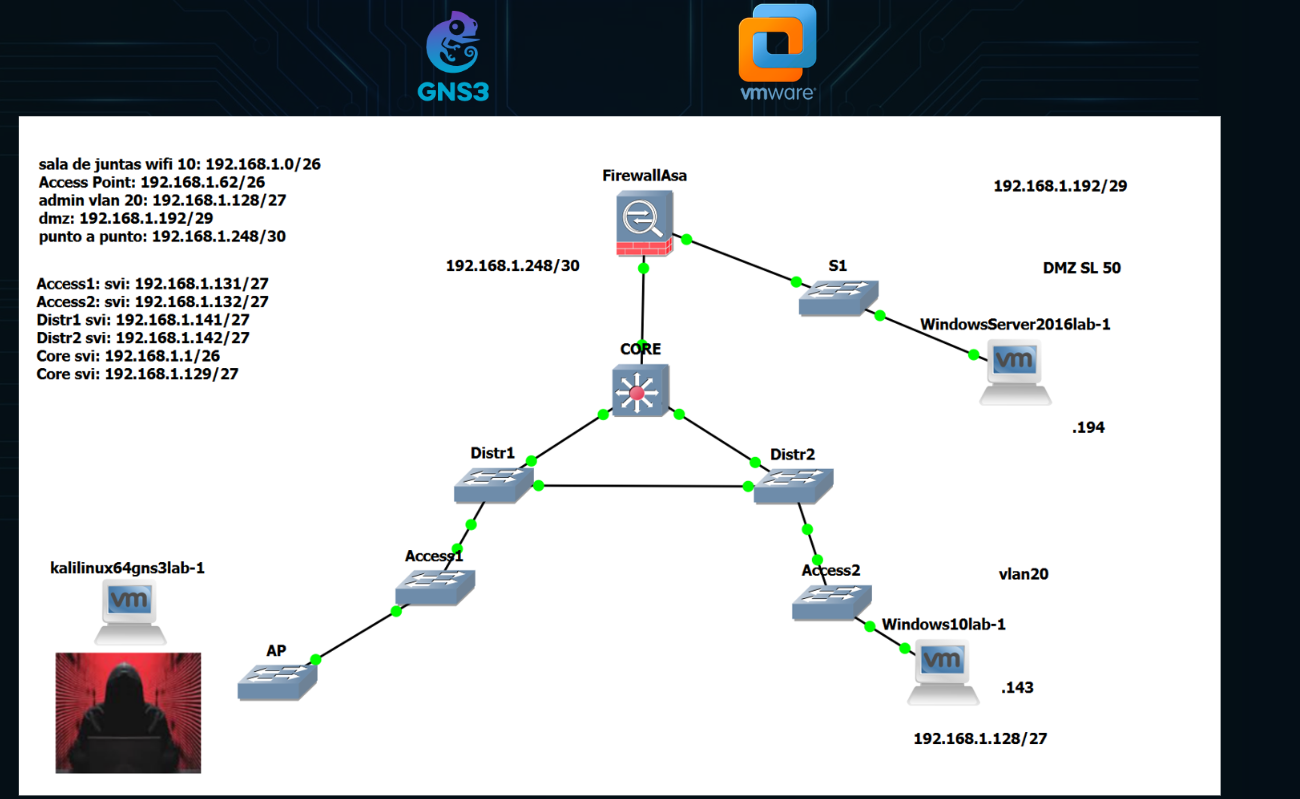 GNS3
vmware
sala de juntas wifi 10: 192.168.1.0/26
Access Point: 192.168.1.62/26
admin vlan 20: 192.168.1.128/27
dmz: 192.168.1.192/29
punto a punto: 192.168.1.248/30
Access1: svi: 192.168.1.131/27
Access2: svi: 192.168.1.132/27
Distr1 svi: 192.168.1.141/27
Distr2 svi: 192.168.1.142/27
Core svi: 192.168.1.1/26
Core svi: 192.168.1.129/27
FirewallAsa
192.168.1.192/29
192.168.1.248/30
S1
DMZ SL 50
WindowsServer2016lab-1
vm
.194
CORE
Distr1
Distr2
Access1
Access2
kalilinux64gns3lab-1
vm
vlan20
Windows10lab-1
vm
AP
.143
192.168.1.128/27